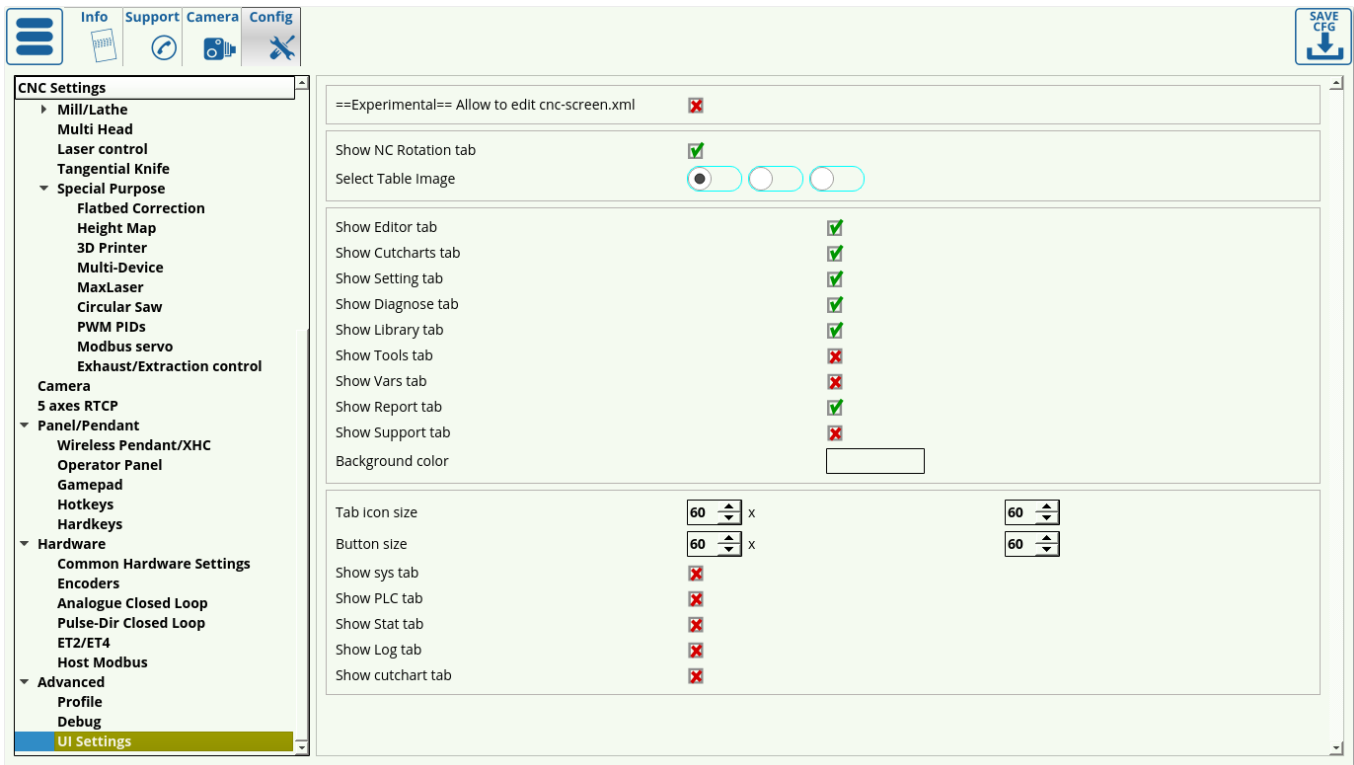 Info Support Camera Config
SAVE
CFG
CNC Settings
Mill/Lathe
Multi Head
Laser control
Tangential Knife
Special Purpose
Flatbed Correction
Height Map
3D Printer
Multi-Device
MaxLaser
Circular Saw
PWM PIDs
Modbus servo
Exhaust/Extraction control
Camera
5 axes RTCP
Panel/Pendant
Wireless Pendant/XHC
Operator Panel
Gamepad
Hotkeys
Hardkeys
Hardware
Common Hardware Settings
Encoders
Analogue Closed Loop
Pulse-Dir Closed Loop
ET2/ET4
Host Modbus
Advanced
Profile
Debug
UI Settings
==Experimental== Allow to edit cnc-screen.xml
Show NC Rotation tab
Select Table Image
Show Editor tab
Show Cutcharts tab
Show Setting tab
Show Diagnose tab
Show Library tab
Show Tools tab
Show Vars tab
Show Report tab
Show Support tab
Background color
Tab icon size 60 x 60
Button size 60 x 60
Show sys tab
Show PLC tab
Show Stat tab
Show Log tab
Show cutchart tab